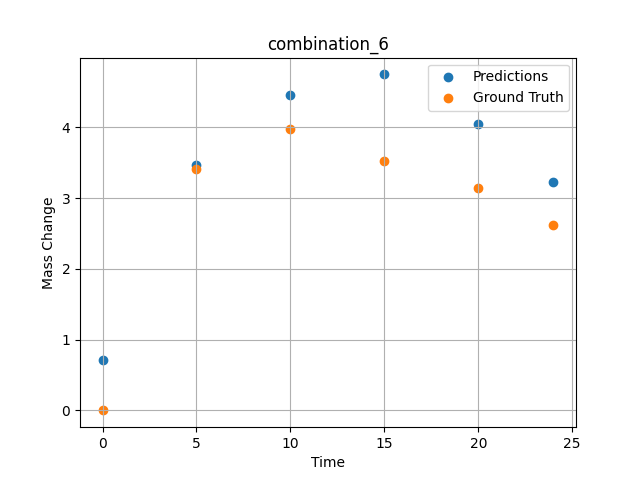 combination_6
Predictions
Ground Truth
Mass Change
4
3
2
1
0
0 5 10 15 20 25
Time